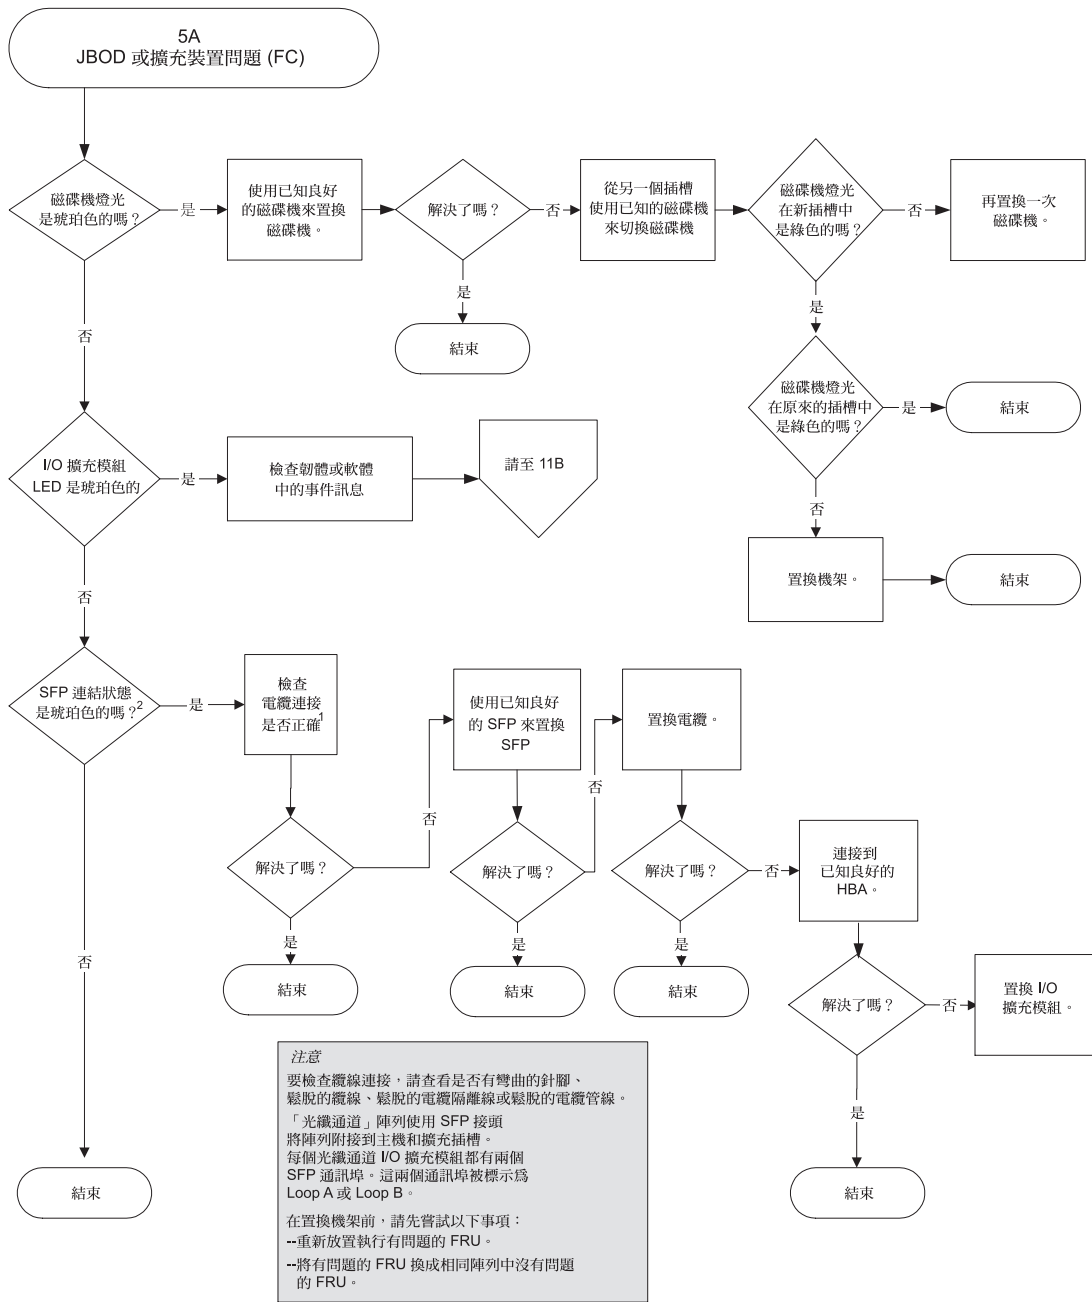 5A
JBOD 或擴充裝置問題 (FC)
磁碟機燈光
是琥珀色的嗎？
是
使用已知良好
的磁碟機來置換
磁碟機。
解決了嗎？
否
從另一個插槽
使用已知的磁碟機
來切換磁碟機
磁碟機燈光
在新插槽中
是綠色的嗎？
否
再置換一次
磁碟機。
是
結束
是
否
磁碟機燈光
在原來的插槽中
是綠色的嗎？
是
結束
否
置換機架。
結束
I/O 擴充模組
LED 是琥珀色的
是
檢查韌體或軟體
中的事件訊息
請至 11B
否
SFP 連結狀態
是琥珀色的嗎？2
是
檢查
電纜連接
是否正確1
使用已知良好
的 SFP 來置換
SFP
置換電纜。
否
否
解決了嗎？
解決了嗎？
解決了嗎？
否
連接到
已知良好的
HBA。
是
是
是
結束
結束
結束
否
解決了嗎？
否
置換 I/O
擴充模組。
是
結束
結束
注意
要檢查纜線連接，請查看是否有彎曲的針腳、
鬆脫的纜線、鬆脫的電纜隔離線或鬆脫的電纜管線。
「光纖通道」陣列使用 SFP 接頭
將陣列附接到主機和擴充插槽。
每個光纖通道 I/O 擴充模組都有兩個
SFP 通訊埠。這兩個通訊埠被標示為
Loop A 或 Loop B。
在置換機架前，請先嘗試以下事項：
--重新放置執行有問題的 FRU。
--將有問題的 FRU 換成相同陣列中沒有問題
的 FRU。